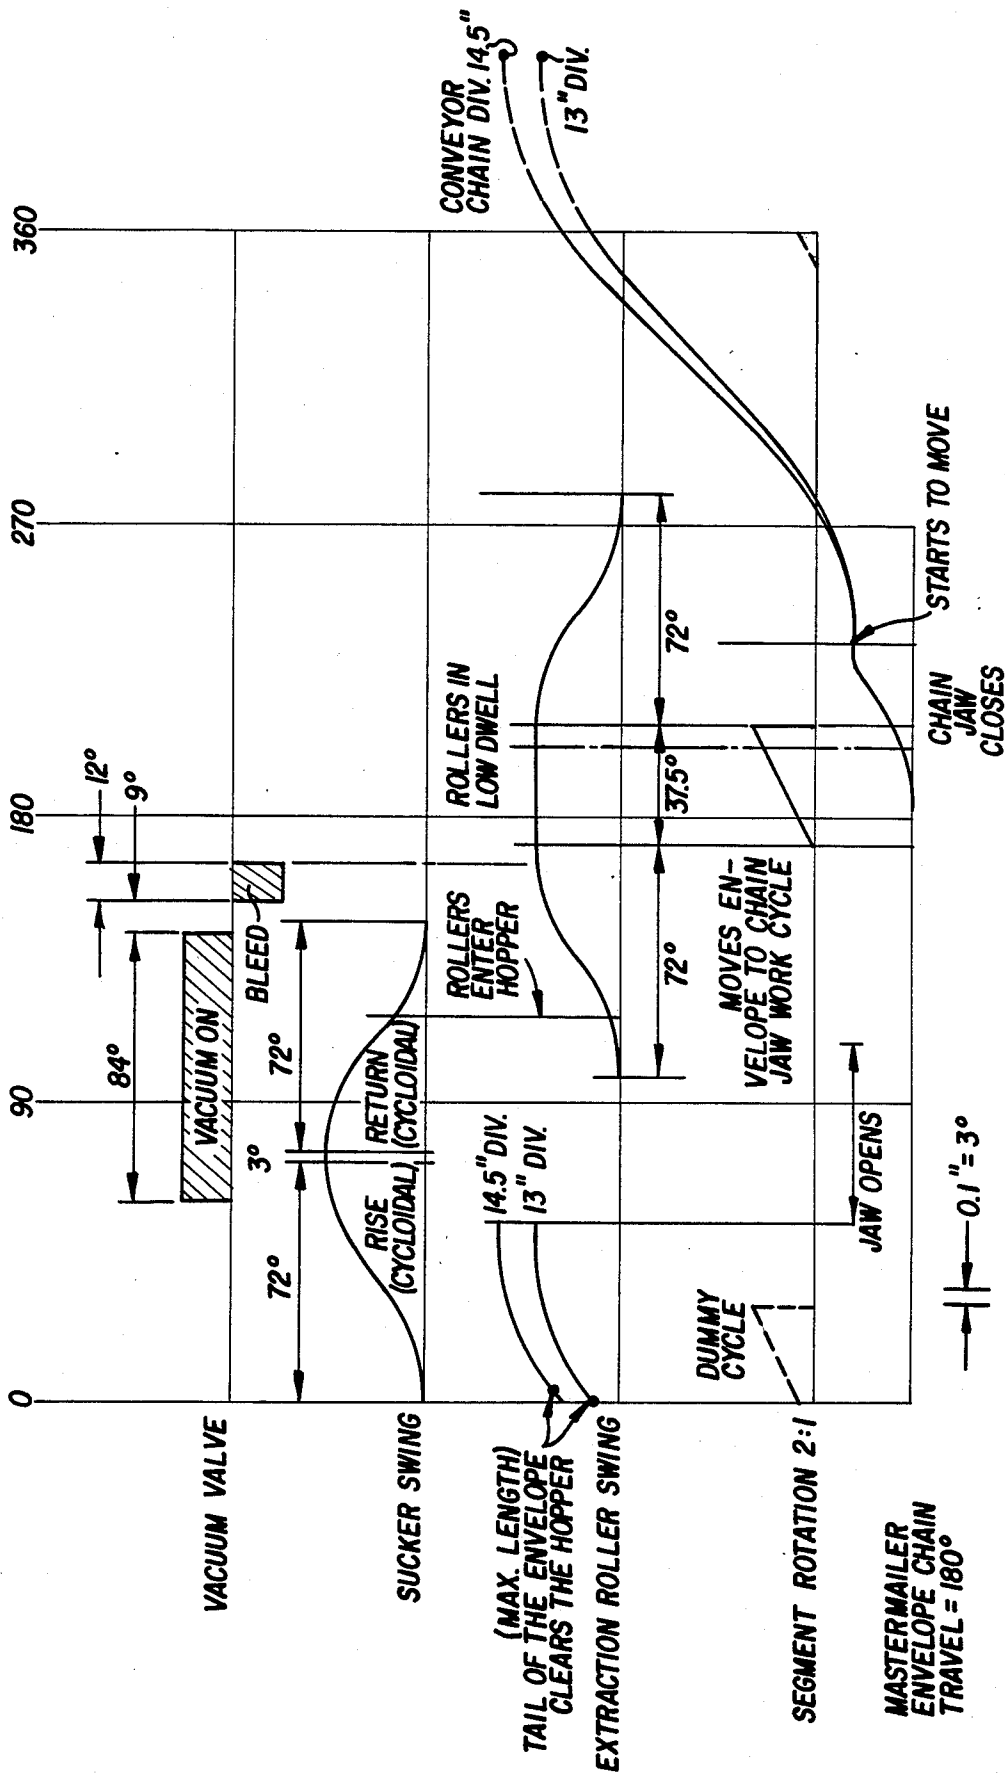 0
90
180
270
360
VACUUM VALVE
84°
VACUUM ON
12°
9°
BLEED
SUCKER SWING
72°
3°
72°
RISE
(CYCLOIDAL)
RETURN
(CYCLOIDAL)
ROLLERS
ENTER
HOPPER
ROLLERS IN
LOW DWELL
CONVEYOR
CHAIN DIV. 14.5"
13" DIV.
(MAX. LENGTH)
TAIL OF THE ENVELOPE
CLEARS THE HOPPER
EXTRACTION ROLLER SWING
14.5" DIV.
13" DIV.
72°
37.5°
72°
SEGMENT ROTATION 2:1
DUMMY
CYCLE
MOVES EN-
VELOPE TO CHAIN
JAW WORK CYCLE
JAW OPENS
MASTERMAILER
ENVELOPE CHAIN
TRAVEL = 180°
0.1" = 3°
CHAIN
JAW
CLOSES
STARTS TO MOVE